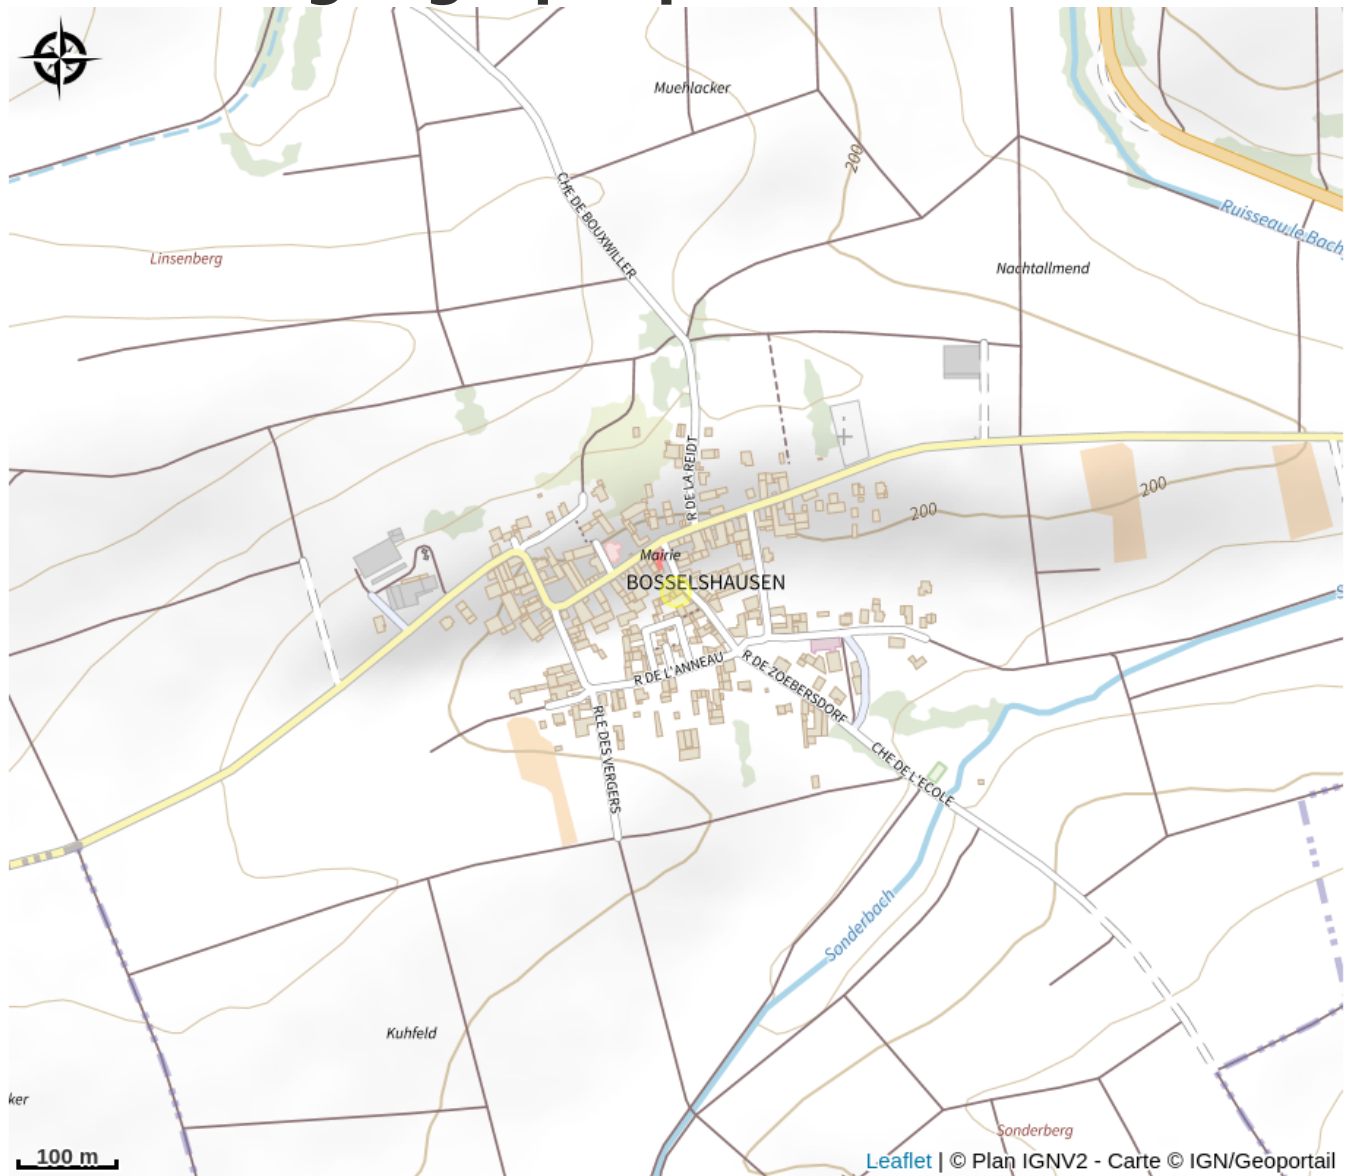 Muehlacker
200
CHE DE BOUXWILLER
Ruisseau le Bach
Linsenberg
Nachtallmend
R DE LA REIDT
200
200
Mairie
BOSSELSHAUSEN
R DE L'ANNEAU
R DE ZOEBERSDORF
RLE DES VERGERS
CHE DE L'ECOLE
Sonderbach
Kuhfeld
ker
Sonderberg
100 m
Leaflet | © Plan IGNV2 - Carte © IGN/Geoportail